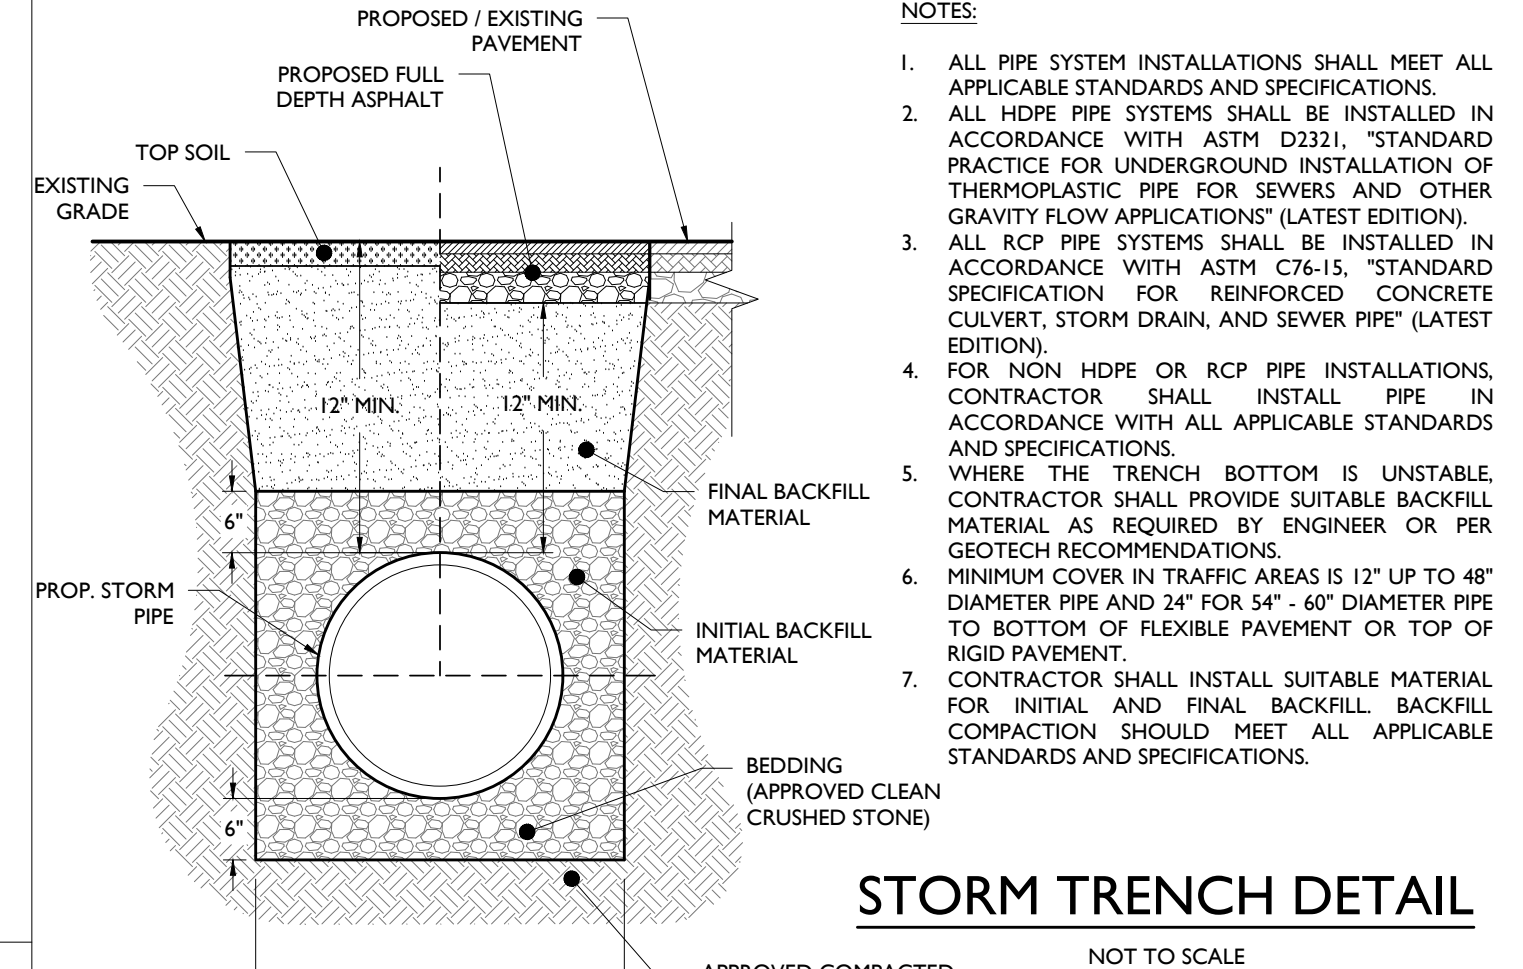 PROPOSED / EXISTING
PAVEMENT
PROPOSED FULL
DEPTH ASPHALT
TOP SOIL
EXISTING
GRADE
12" MIN.
12" MIN.
FINAL BACKFILL
MATERIAL
6"
PROP. STORM
PIPE
INITIAL BACKFILL
MATERIAL
BEDDING
(APPROVED CLEAN
CRUSHED STONE)
6"
APPROVED COMPACTED
NOTES:
1. ALL PIPE SYSTEM INSTALLATIONS SHALL MEET ALL
APPLICABLE STANDARDS AND SPECIFICATIONS.
2. ALL HDPE PIPE SYSTEMS SHALL BE INSTALLED IN
ACCORDANCE WITH ASTM D2321, "STANDARD
PRACTICE FOR UNDERGROUND INSTALLATION OF
THERMOPLASTIC PIPE FOR SEWERS AND OTHER
GRAVITY FLOW APPLICATIONS" (LATEST EDITION).
3. ALL RCP PIPE SYSTEMS SHALL BE INSTALLED IN
ACCORDANCE WITH ASTM C76-15, "STANDARD
SPECIFICATION FOR REINFORCED CONCRETE
CULVERT, STORM DRAIN, AND SEWER PIPE" (LATEST
EDITION).
4. FOR NON HDPE OR RCP PIPE INSTALLATIONS,
CONTRACTOR SHALL INSTALL PIPE IN
ACCORDANCE WITH ALL APPLICABLE STANDARDS
AND SPECIFICATIONS.
5. WHERE THE TRENCH BOTTOM IS UNSTABLE,
CONTRACTOR SHALL PROVIDE SUITABLE BACKFILL
MATERIAL AS REQUIRED BY ENGINEER OR PER
GEOTECH RECOMMENDATIONS.
6. MINIMUM COVER IN TRAFFIC AREAS IS 12" UP TO 48"
DIAMETER PIPE AND 24" FOR 54" - 60" DIAMETER PIPE
TO BOTTOM OF FLEXIBLE PAVEMENT OR TOP OF
RIGID PAVEMENT.
7. CONTRACTOR SHALL INSTALL SUITABLE MATERIAL
FOR INITIAL AND FINAL BACKFILL. BACKFILL
COMPACTION SHOULD MEET ALL APPLICABLE
STANDARDS AND SPECIFICATIONS.
STORM TRENCH DETAIL
NOT TO SCALE